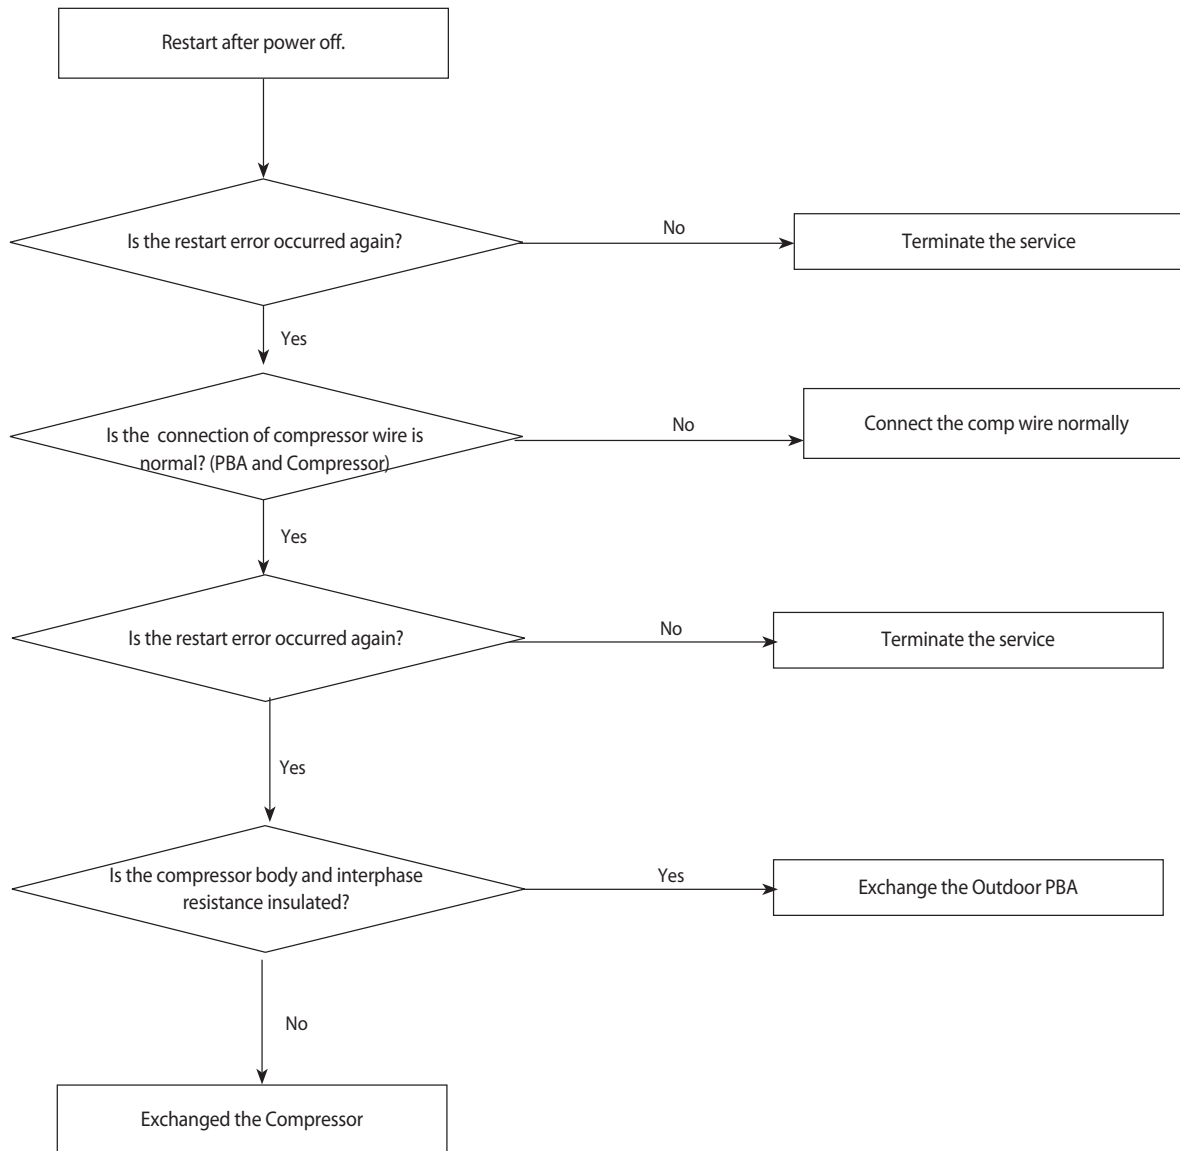 Restart after power off.
Is the restart error occurred again?
No
Terminate the service
Yes
Is the connection of compressor wire is
normal? (PBA and Compressor)
No
Connect the comp wire normally
Yes
Is the restart error occurred again?
No
Terminate the service
Yes
Is the compressor body and interphase
resistance insulated?
Yes
Exchange the Outdoor PBA
No
Exchanged the Compressor